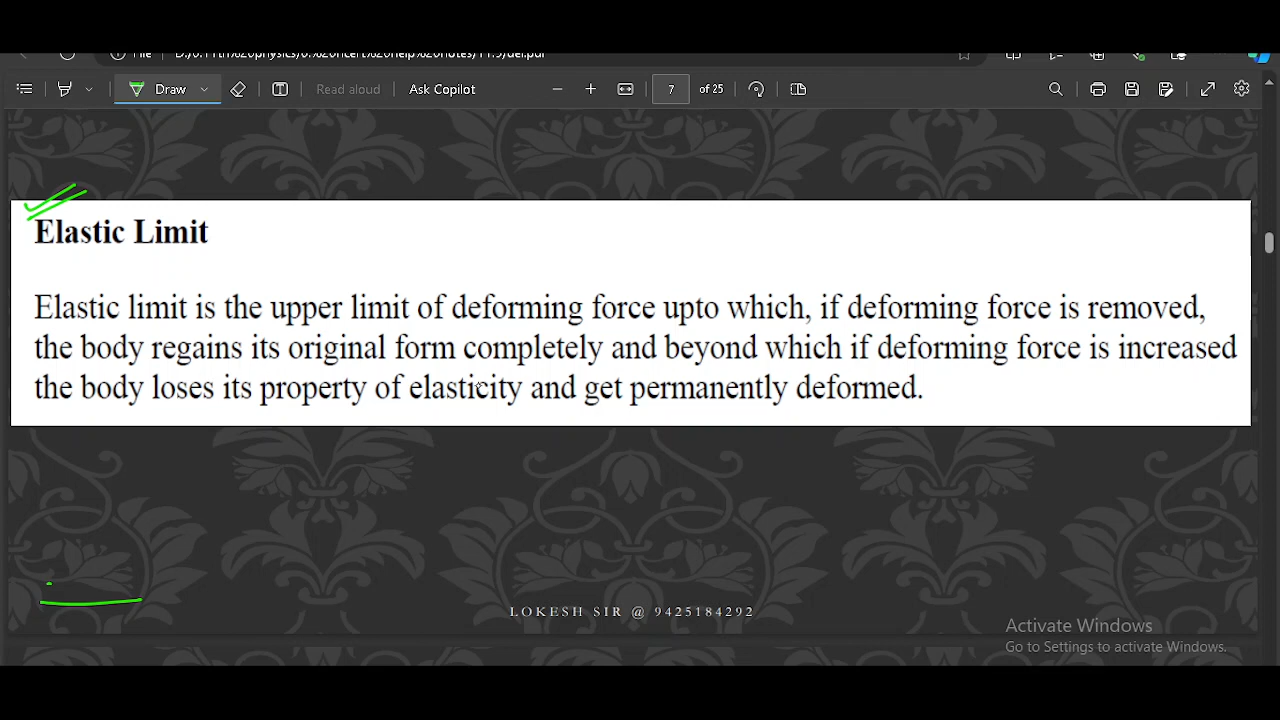 Draw
Read aloud
Ask Copilot
7
of 25
Elastic Limit
Elastic limit is the upper limit of deforming force upto which, if deforming force is removed,
the body regains its original form completely and beyond which if deforming force is increased
the body loses its property of elasticity and get permanently deformed.
LOKESH SIR @ 9425184292
Activate Windows
Go to Settings to activate Windows.